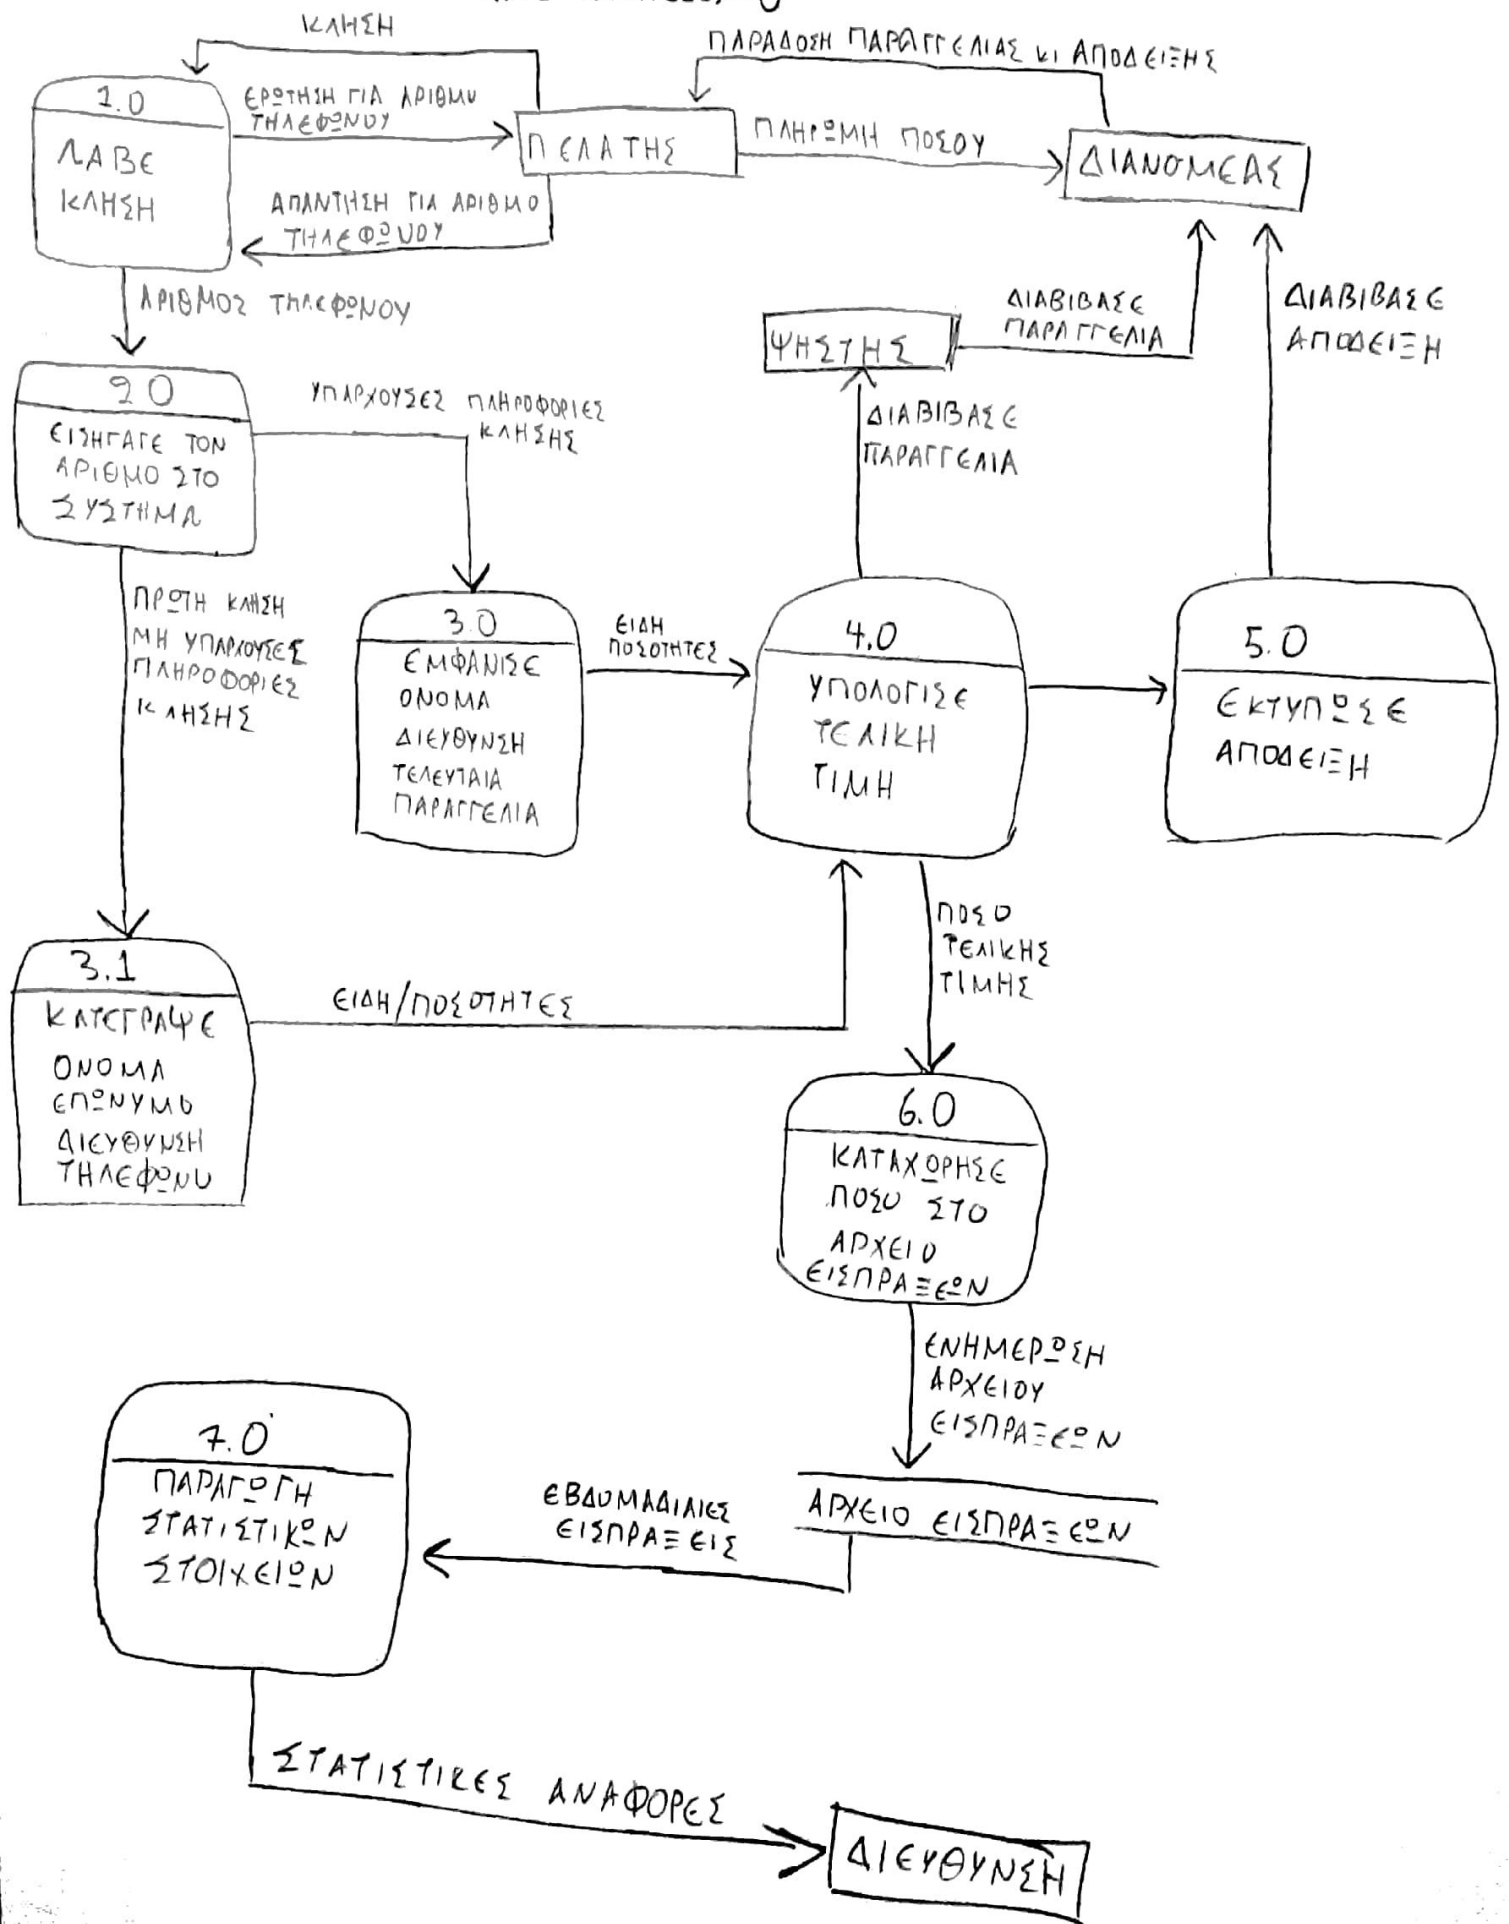 ΚΛΗΣΗ
ΠΑΡΑΔΟΣΗ ΠΑΡΑΓΓΕΛΙΑΣ ΚΙ ΑΠΟΔΕΙΞΗΣ
1.0
ΛΑΒΕ
ΚΛΗΣΗ
ΕΡΩΤΗΣΗ ΓΙΑ ΑΡΙΘΜΟ
ΤΗΛΕΦΩΝΟΥ
ΠΕΛΑΤΗΣ
ΠΛΗΡΩΜΗ ΠΟΣΟΥ
ΔΙΑΝΟΜΕΑΣ
ΑΠΑΝΤΗΣΗ ΓΙΑ ΑΡΙΘΜΟ
ΤΗΛΕΦΩΝΟΥ
ΑΡΙΘΜΟΣ ΤΗΛΕΦΩΝΟΥ
ΨΗΣΤΗΣ
ΔΙΑΒΙΒΑΣΕ
ΠΑΡΑΓΓΕΛΙΑ
ΔΙΑΒΙΒΑΣΕ
ΑΠΟΔΕΙΞΗ
2 0
ΕΙΣΗΓΑΓΕ ΤΟΝ
ΑΡΙΘΜΟ ΣΤΟ
ΣΥΣΤΗΜΑ
ΥΠΑΡΧΟΥΣΕΣ ΠΛΗΡΟΦΟΡΙΕΣ
ΚΛΗΣΗΣ
ΔΙΑΒΙΒΑΣΕ
ΠΑΡΑΓΓΕΛΙΑ
ΠΡΩΤΗ ΚΛΗΣΗ
ΜΗ ΥΠΑΡΧΟΥΣΕΣ
ΠΛΗΡΟΦΟΡΙΕΣ
ΚΛΗΣΗΣ
3.0
ΕΜΦΑΝΙΣΕ
ΟΝΟΜΑ
ΔΙΕΥΘΥΝΣΗ
ΤΕΛΕΥΤΑΙΑ
ΠΑΡΑΓΓΕΛΙΑ
ΕΙΔΗ
ΠΟΣΟΤΗΤΕΣ
4.0
ΥΠΟΛΟΓΙΣΕ
ΤΕΛΙΚΗ
ΤΙΜΗ
5.0
ΕΚΤΥΠΩΣΕ
ΑΠΟΔΕΙΞΗ
3.1
ΚΑΤΕΓΡΑΨΕ
ΟΝΟΜΑ
ΕΠΩΝΥΜΟ
ΔΙΕΥΘΥΝΣΗ
ΤΗΛΕΦΩΝΟ
ΕΙΔΗ/ΠΟΣΟΤΗΤΕΣ
ΠΟΣΟ
ΤΕΛΙΚΗΣ
ΤΙΜΗΣ
6.0
ΚΑΤΑΧΩΡΗΣΕ
ΠΟΣΟ ΣΤΟ
ΑΡΧΕΙΟ
ΕΙΣΠΡΑΞΕΩΝ
ΕΝΗΜΕΡΩΣΗ
ΑΡΧΕΙΟΥ
ΕΙΣΠΡΑΞΕΩΝ
7.0
ΠΑΡΑΓΩΓΗ
ΣΤΑΤΙΣΤΙΚΩΝ
ΣΤΟΙΧΕΙΩΝ
ΕΒΔΟΜΑΔΙΑΙΕΣ
ΕΙΣΠΡΑΞΕΙΣ
ΑΡΧΕΙΟ ΕΙΣΠΡΑΞΕΩΝ
ΣΤΑΤΙΣΤΙΚΕΣ ΑΝΑΦΟΡΕΣ
ΔΙΕΥΘΥΝΣΗ